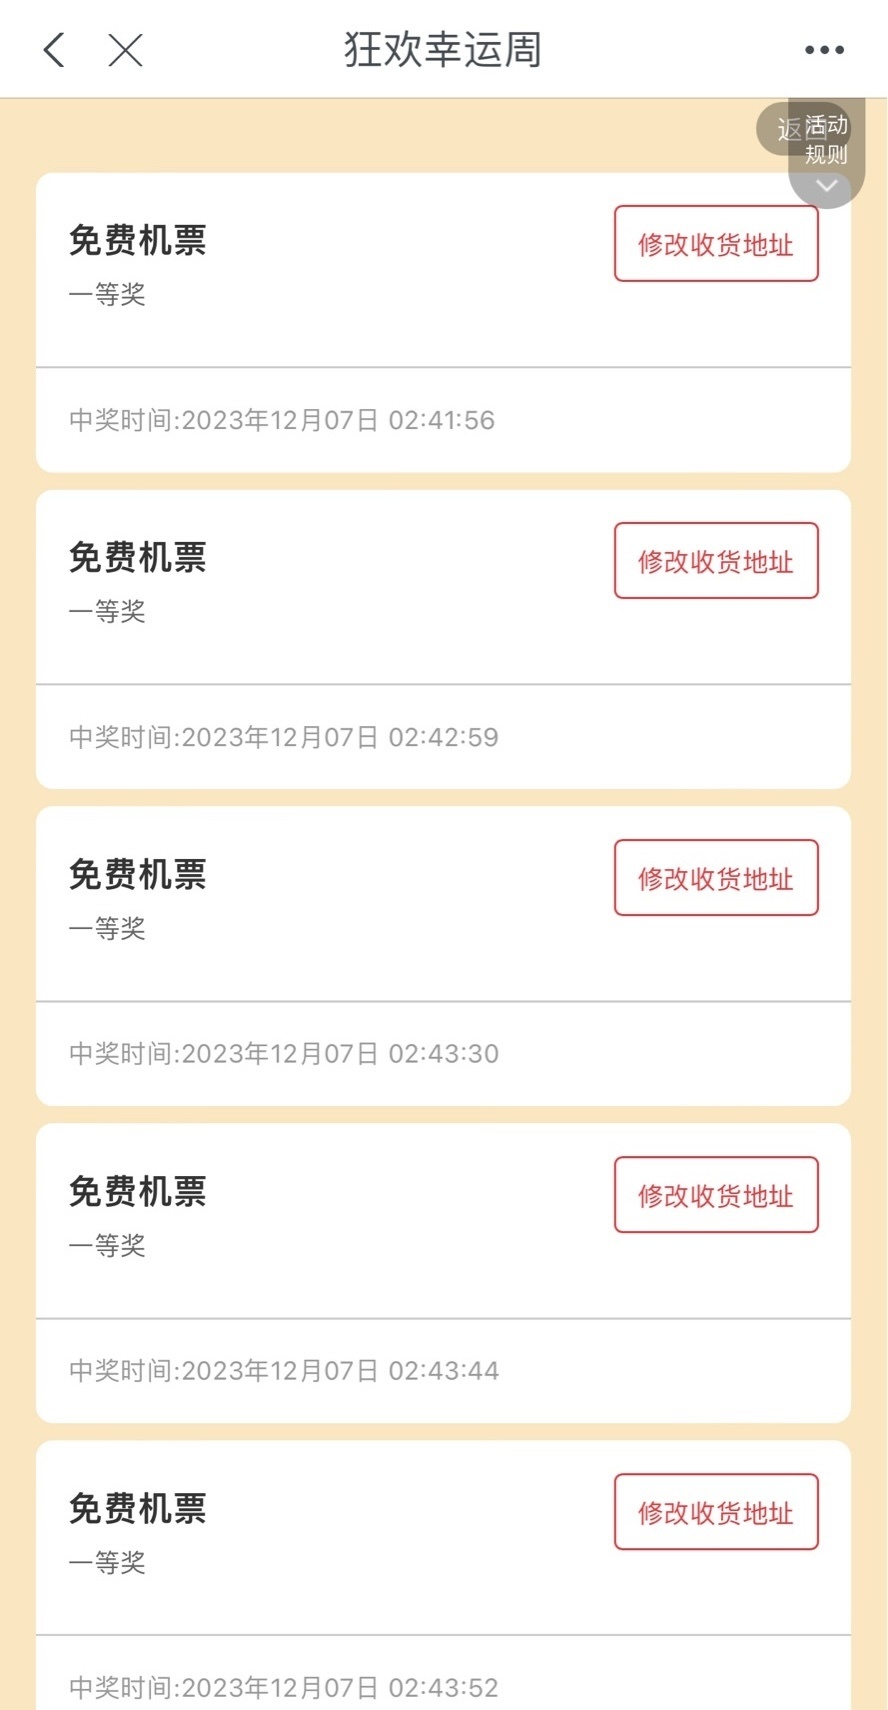 狂欢幸运周
返回
活动
规则
免费机票
修改收货地址
一等奖
中奖时间:2023年12月07日 02:41:56
免费机票
修改收货地址
一等奖
中奖时间:2023年12月07日 02:42:59
免费机票
修改收货地址
一等奖
中奖时间:2023年12月07日 02:43:30
免费机票
修改收货地址
一等奖
中奖时间:2023年12月07日 02:43:44
免费机票
修改收货地址
一等奖
中奖时间:2023年12月07日 02:43:52